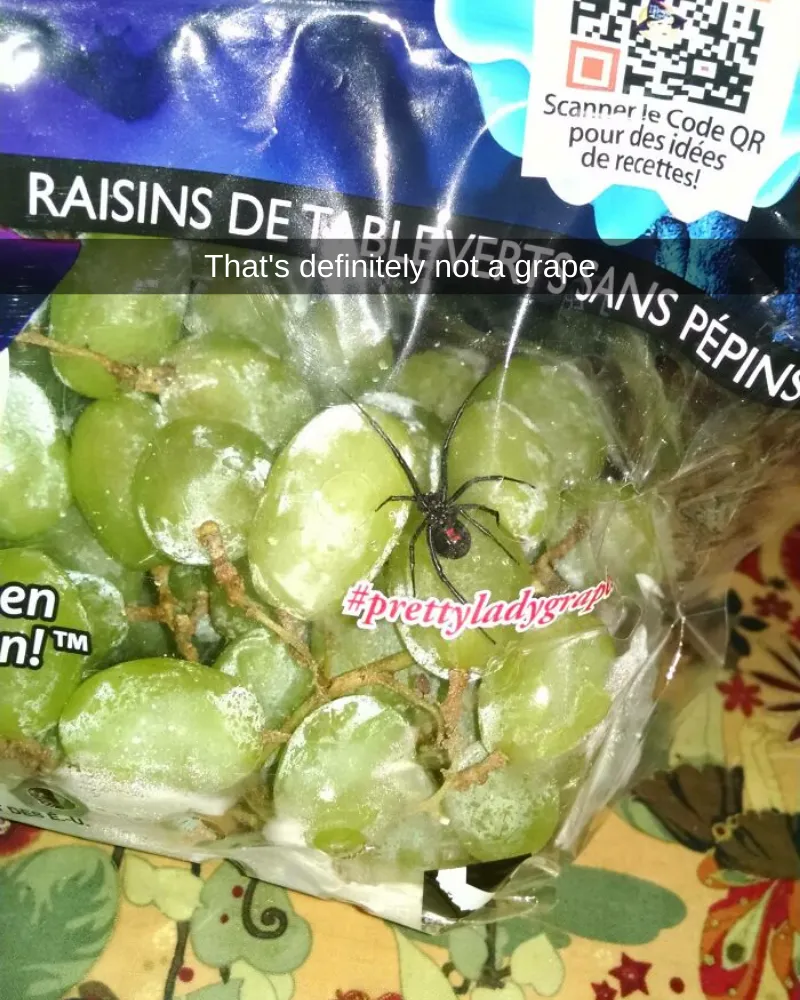 Scanner le Code QR
pour des idées
de recettes!
RAISINS DE TABLE VERTS SANS PÉPINS
That's definitely not a grape
#prettyladygrape
en
n!™
DES É-U.